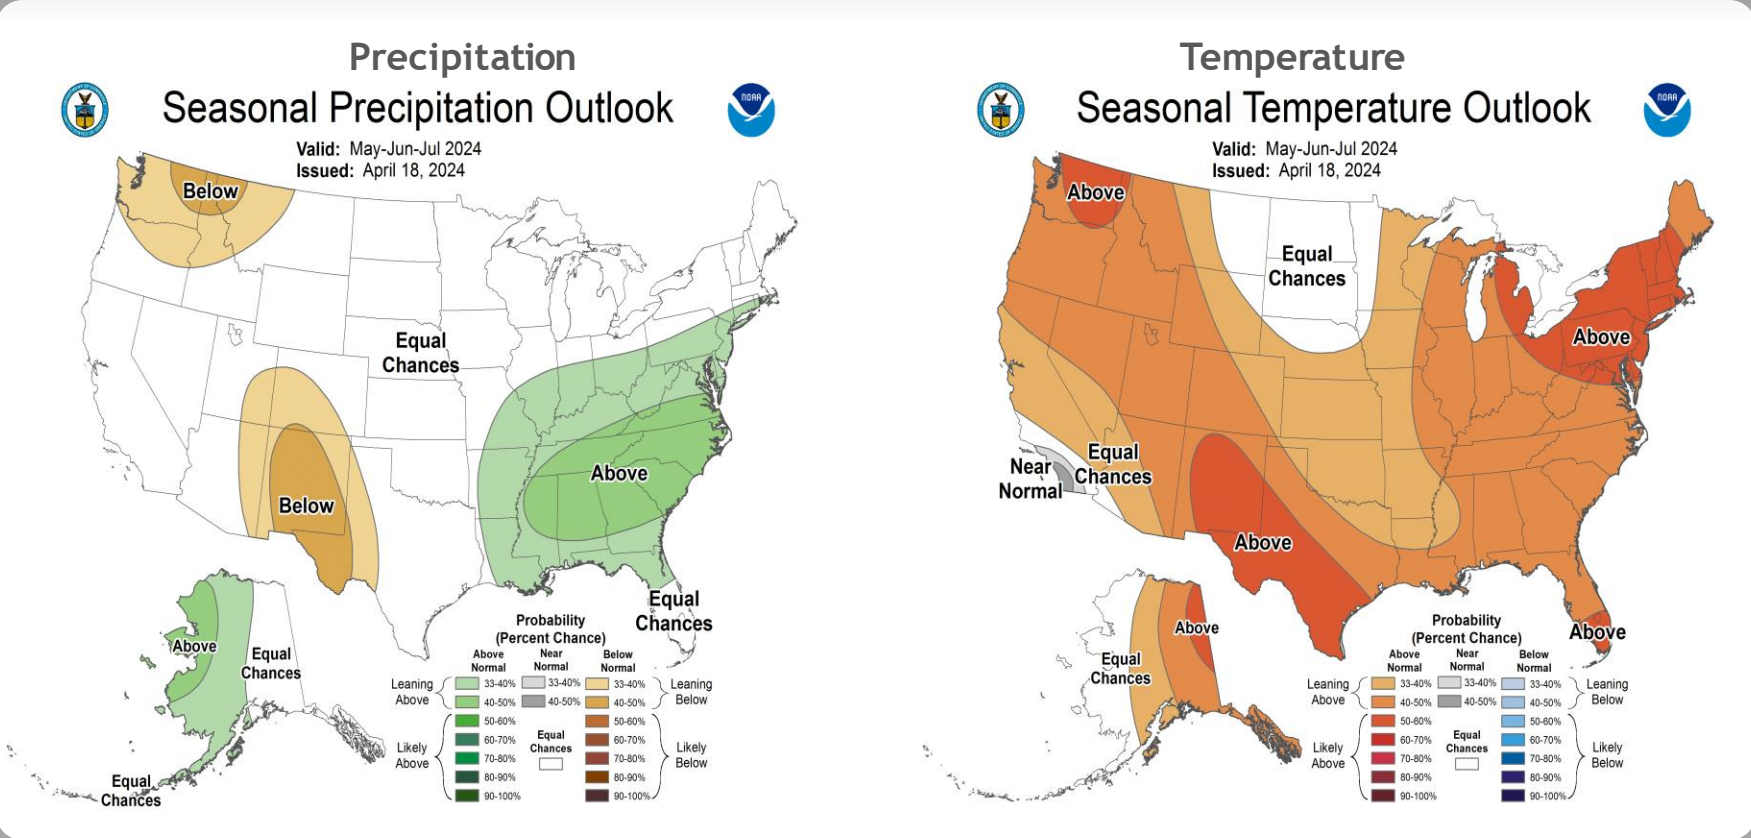 Precipitation
Seasonal Precipitation Outlook
NOAA
Valid: May-Jun-Jul 2024
Issued: April 18, 2024
Below
Equal
Chances
Above
Below
Equal
Chances
Above
Equal
Chances
Equal
Chances
Probability
(Percent Chance)
Above
Normal
Near
Normal
Below
Normal
Leaning
Above
33-40%
40-50%
33-40%
40-50%
33-40%
40-50%
Leaning
Below
Likely
Above
50-60%
60-70%
70-80%
80-90%
90-100%
Equal
Chances
50-60%
60-70%
70-80%
80-90%
90-100%
Likely
Below
Temperature
Seasonal Temperature Outlook
NOAA
Valid: May-Jun-Jul 2024
Issued: April 18, 2024
Above
Equal
Chances
Above
Near
Normal
Equal
Chances
Above
Above
Above
Equal
Chances
Probability
(Percent Chance)
Above
Normal
Near
Normal
Below
Normal
Leaning
Above
33-40%
40-50%
33-40%
40-50%
33-40%
40-50%
Leaning
Below
Likely
Above
50-60%
60-70%
70-80%
80-90%
90-100%
Equal
Chances
50-60%
60-70%
70-80%
80-90%
90-100%
Likely
Below